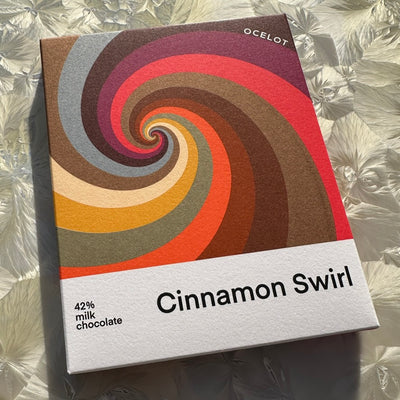 OCELOT
42%
milk
chocolate
Cinnamon Swirl